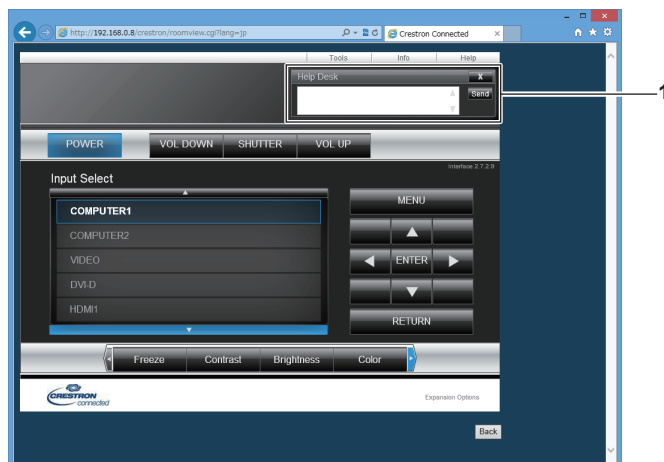 http://192.168.0.8/crestron/roomview.cgi?lang=jp
Crestron Connected
Tools Info Help
Help Desk X
Send
1
POWER VOL DOWN SHUTTER VOL UP
Interface 2.7.2.9
Input Select
COMPUTER1
COMPUTER2
VIDEO
DVI-D
HDMI1
MENU
ENTER
RETURN
Freeze Contrast Brightness Color
CRESTRON
connected
Expansion Options
Back